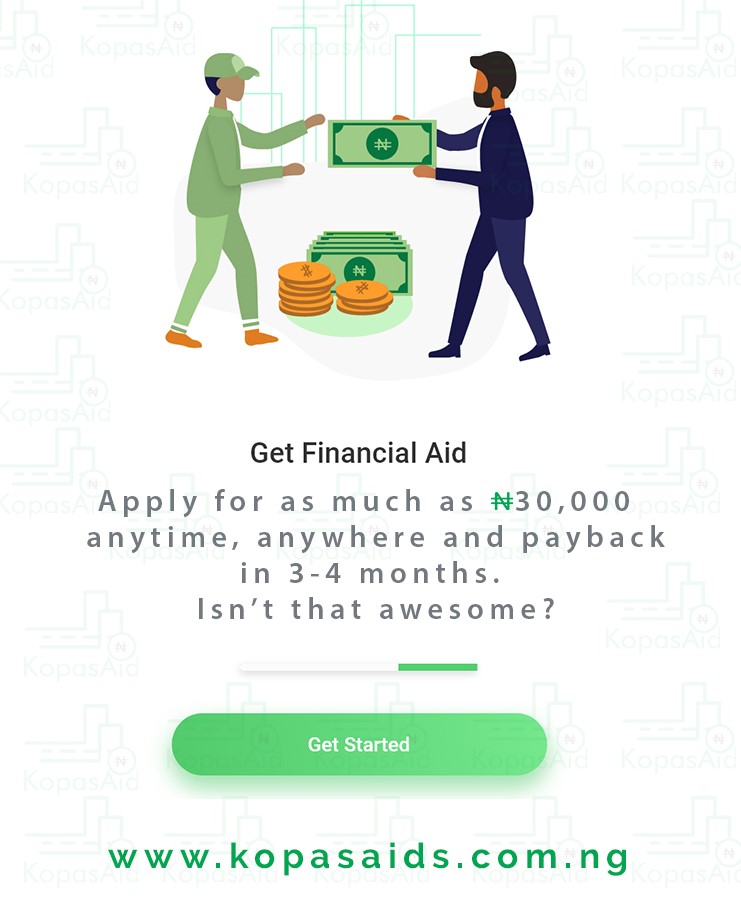 Get Financial Aid
Apply for as much as ₦30,000
anytime, anywhere and payback
in 3-4 months.
Isn’t that awesome?
Get Started
www.kopasaids.com.ng
KopasAid